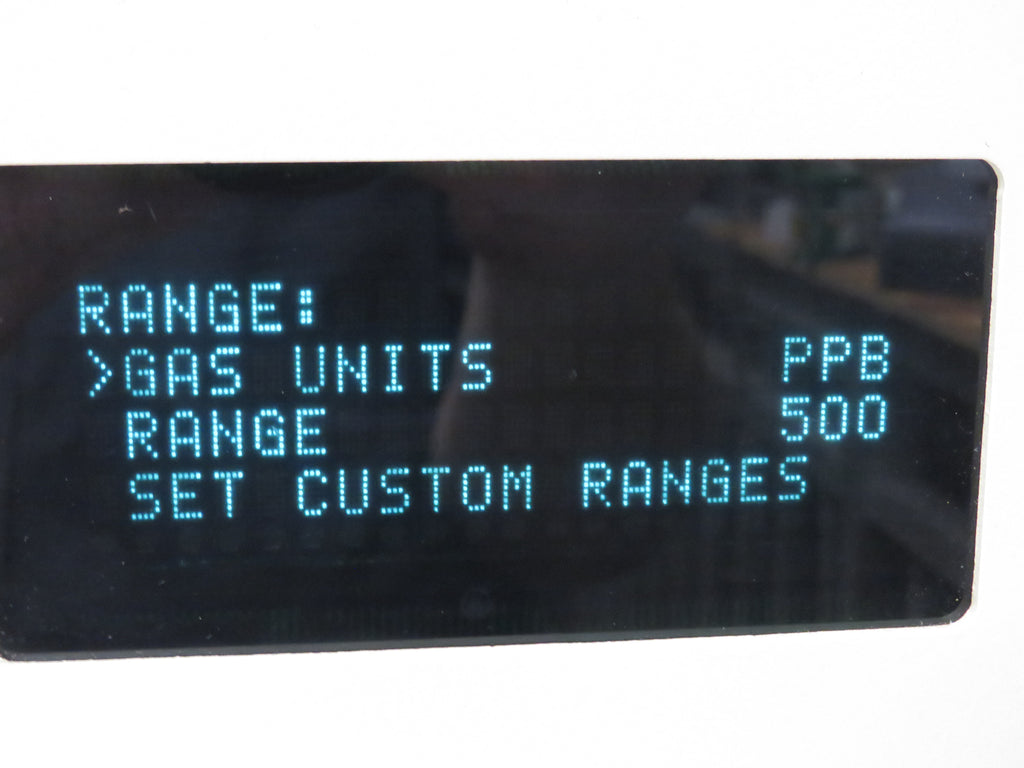 RANGE:
>GAS UNITS PPB
RANGE 500
SET CUSTOM RANGES